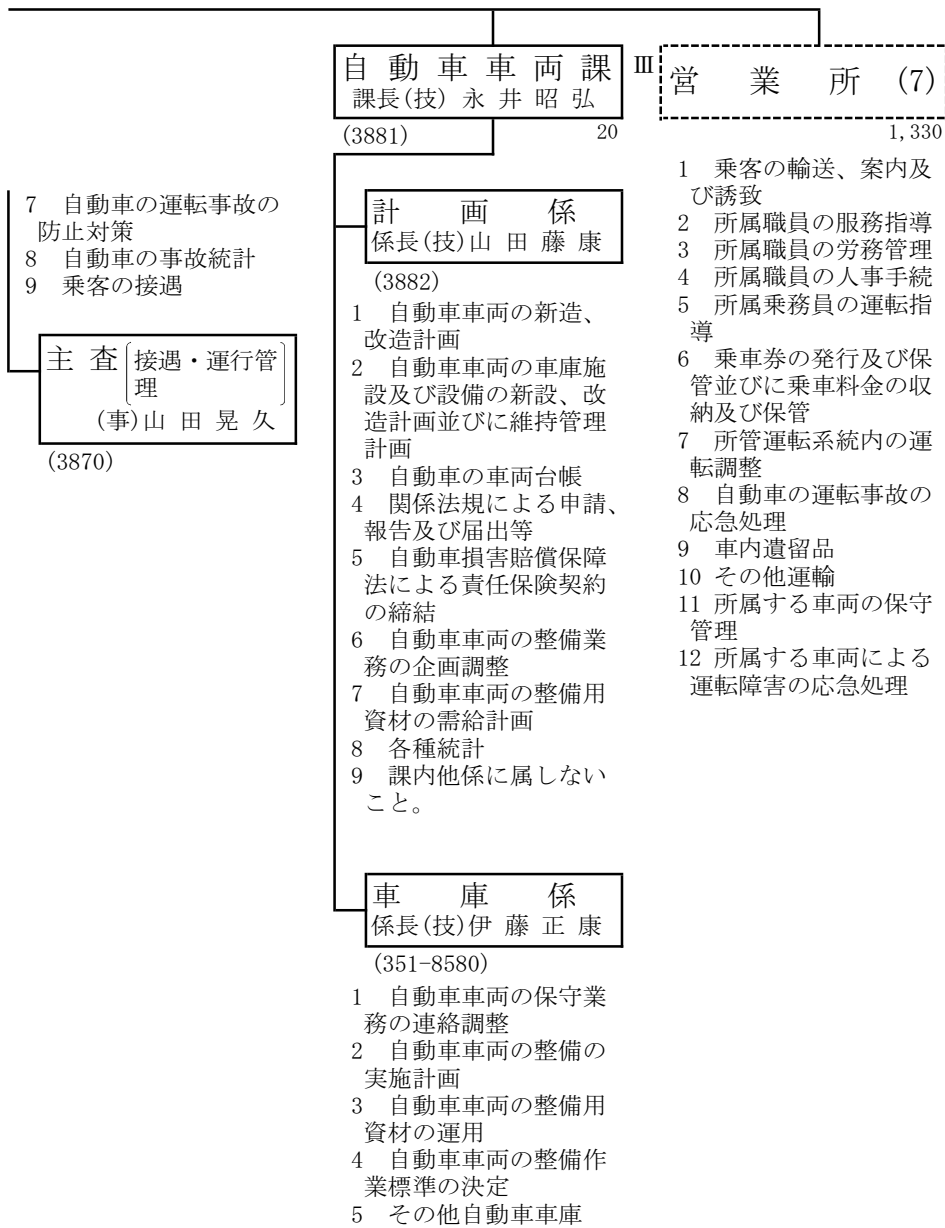 7　自動車の運転事故の
防止対策
8　自動車の事故統計
9　乗客の接遇
主 査 接遇・運行管
理
(事)山 田 晃 久
(3870)
自 動 車 車 両 課 Ⅲ
課長(技) 永 井 昭 弘
(3881) 20
計 画 係
係長(技)山 田 藤 康
(3882)
1　自動車車両の新造、
改造計画
2　自動車車両の車庫施
設及び設備の新設、改
造計画並びに維持管理
計画
3　自動車の車両台帳
4　関係法規による申請、
報告及び届出等
5　自動車損害賠償保障
法による責任保険契約
の締結
6　自動車車両の整備業
務の企画調整
7　自動車車両の整備用
資材の需給計画
8　各種統計
9　課内他係に属しない
こと。
車 庫 係
係長(技)伊 藤 正 康
(351-8580)
1　自動車車両の保守業
務の連絡調整
2　自動車車両の整備の
実施計画
3　自動車車両の整備用
資材の運用
4　自動車車両の整備作
業標準の決定
5　その他自動車車庫
営 業 所 (7)
1,330
1　乗客の輸送、案内及
び誘致
2　所属職員の服務指導
3　所属職員の労務管理
4　所属職員の人事手続
5　所属乗務員の運転指
導
6　乗車券の発行及び保
管並びに乗車料金の収
納及び保管
7　所管運転系統内の運
転調整
8　自動車の運転事故の
応急処理
9　車内遺留品
10 その他運輸
11 所属する車両の保守
管理
12 所属する車両による
運転障害の応急処理